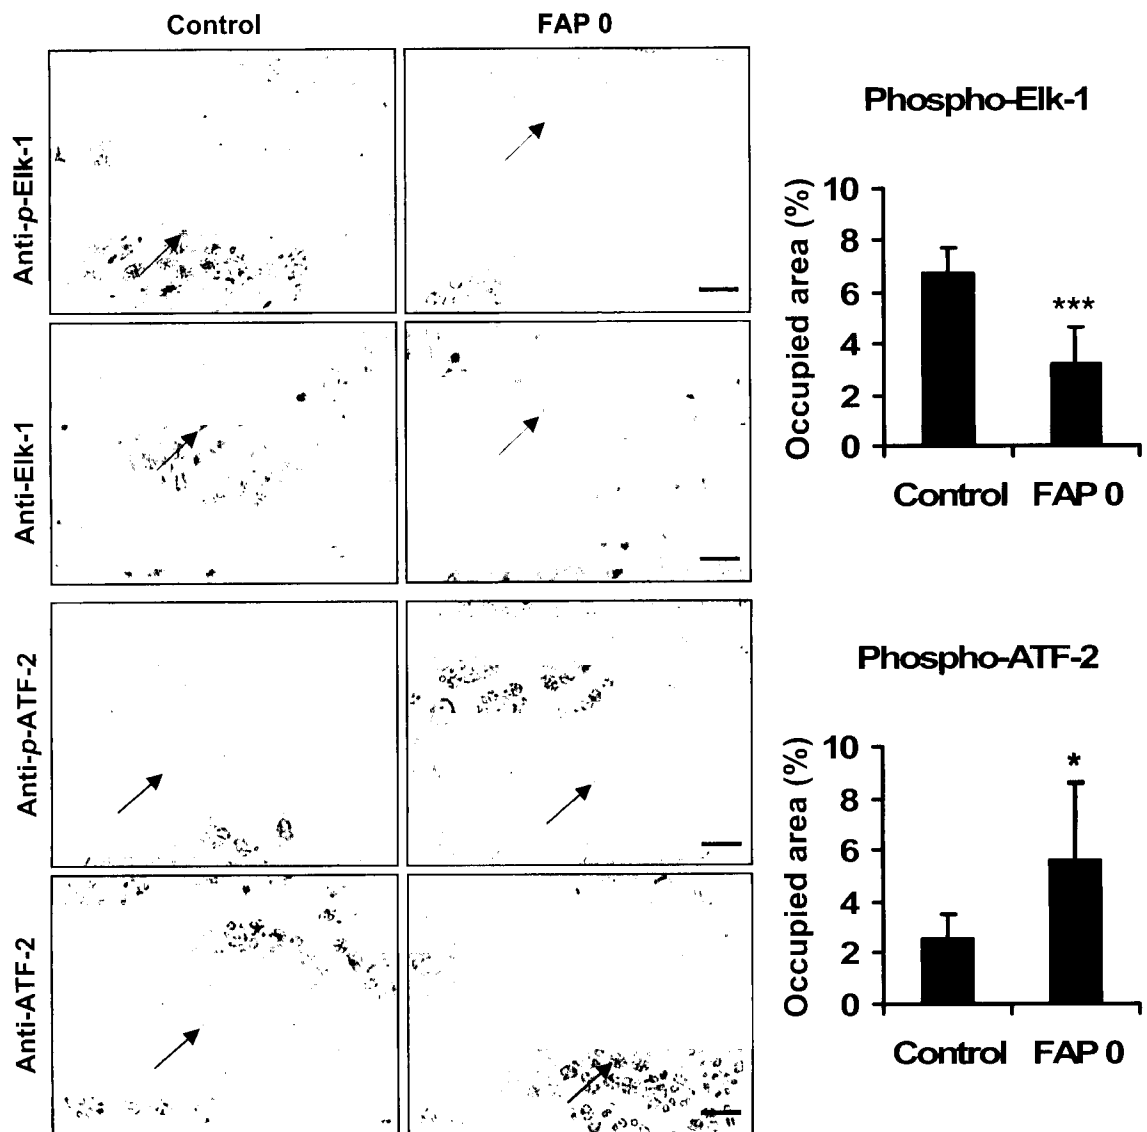 Control
FAP 0
Anti-p-Elk-1
Anti-Elk-1
Anti-p-ATF-2
Anti-ATF-2
Phospho-Elk-1
Occupied area (%)
10
8
6
4
2
0
***
Control
FAP 0
Phospho-ATF-2
Occupied area (%)
10
8
6
4
2
0
*
Control
FAP 0